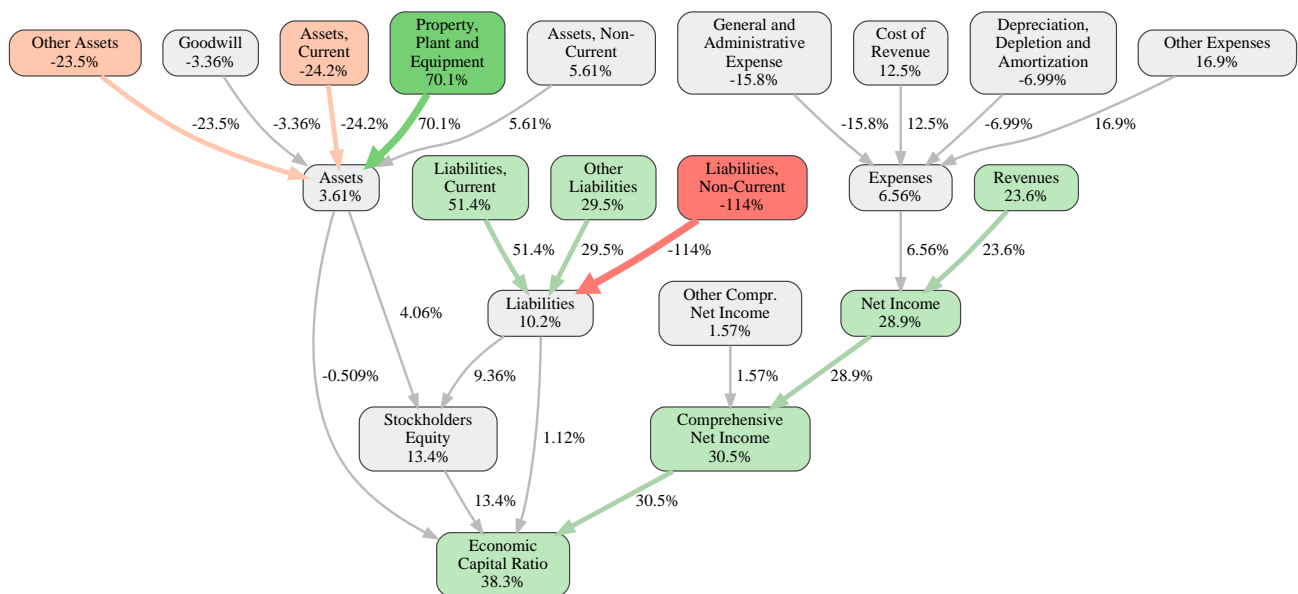 Other Assets
-23.5%
Goodwill
-3.36%
Assets,
Current
-24.2%
Property,
Plant and
Equipment
70.1%
Assets, Non-
Current
5.61%
General and
Administrative
Expense
-15.8%
Cost of
Revenue
12.5%
Depreciation,
Depletion and
Amortization
-6.99%
Other Expenses
16.9%
-23.5%
-3.36%
-24.2%
70.1%
5.61%
-15.8%
12.5%
-6.99%
16.9%
Assets
3.61%
Liabilities,
Current
51.4%
Other
Liabilities
29.5%
Liabilities,
Non-Current
-114%
Expenses
6.56%
Revenues
23.6%
51.4%
29.5%
-114%
6.56%
23.6%
4.06%
Liabilities
10.2%
Other Compr.
Net Income
1.57%
Net Income
28.9%
-0.509%
9.36%
1.57%
28.9%
Stockholders
Equity
13.4%
1.12%
Comprehensive
Net Income
30.5%
13.4%
30.5%
Economic
Capital Ratio
38.3%